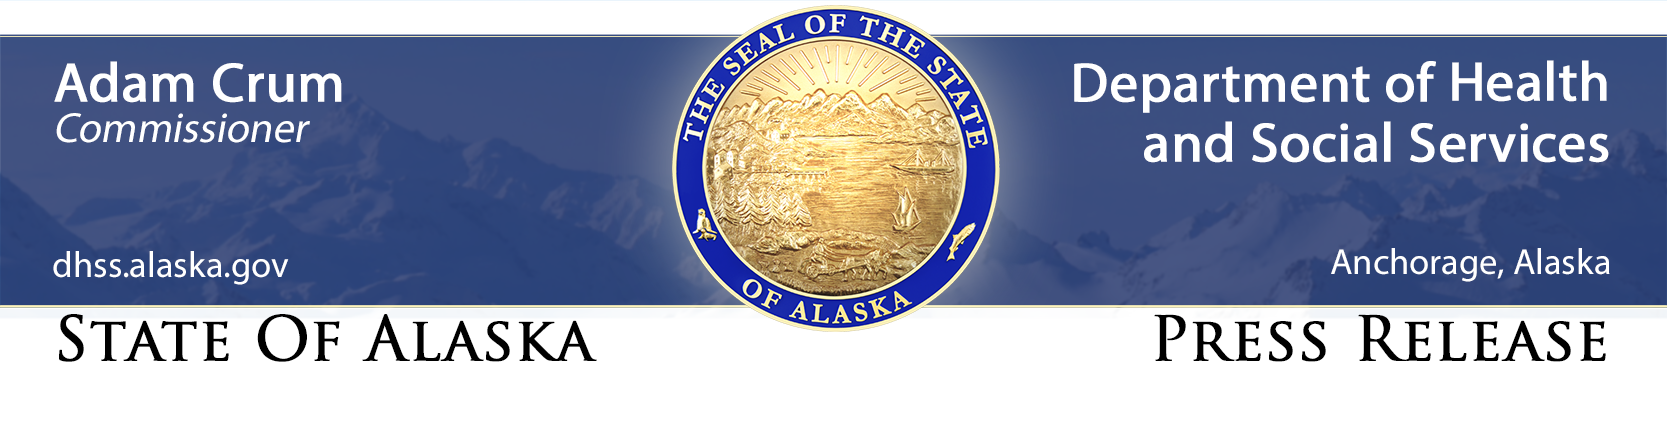 Adam Crum
Commissioner
dhss.alaska.gov
THE SEAL OF THE STATE
OF ALASKA
Department of Health
and Social Services
Anchorage, Alaska
STATE OF ALASKA
PRESS RELEASE